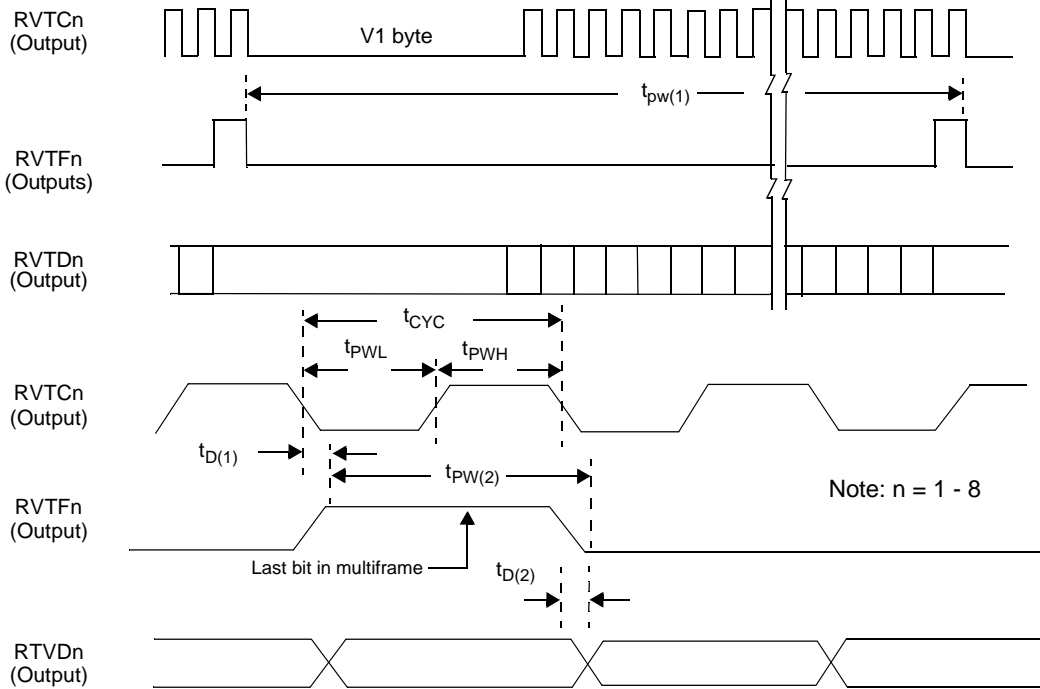 RVTCn
(Output)
V1 byte
tpw(1)
RVTFn
(Outputs)
RVTDn
(Output)
tCYC
tPWL
tPWH
RVTCn
(Output)
tD(1)
tPW(2)
Note: n = 1 - 8
RVTFn
(Output)
Last bit in multiframe
tD(2)
RTVDn
(Output)